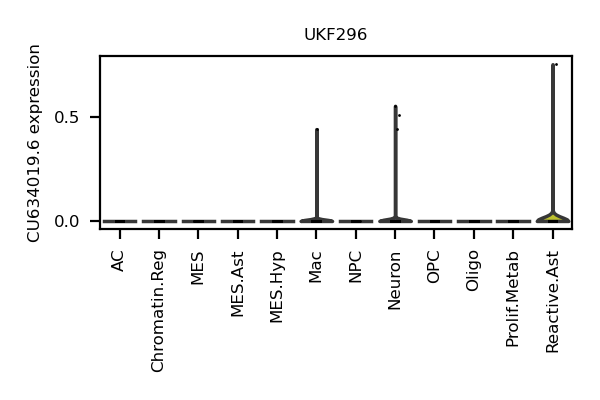 UKF296
CU634019.6 expression
0.5
0.0
AC
Chromatin.Reg
MES
MES.Ast
MES.Hyp
Mac
NPC
Neuron
OPC
Oligo
Prolif.Metab
Reactive.Ast